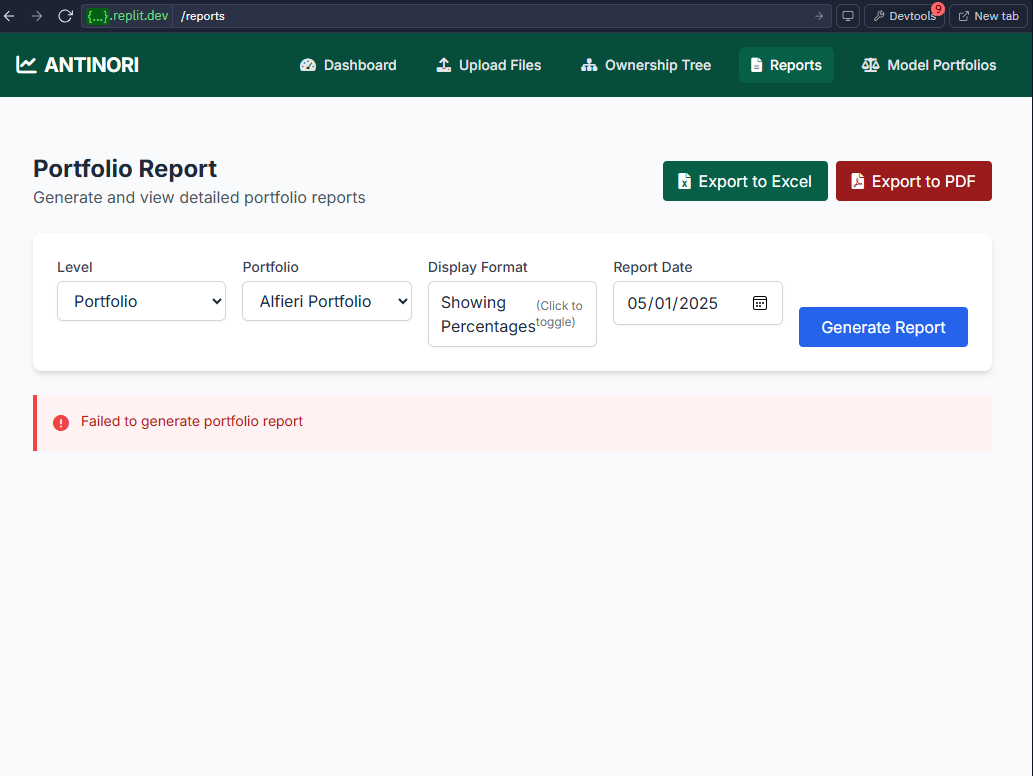 {...}.replit.dev /reports Devtools 9 New tab
ANTINORI Dashboard Upload Files Ownership Tree Reports Model Portfolios
Portfolio Report
Generate and view detailed portfolio reports
Export to Excel Export to PDF
Level Portfolio Display Format Report Date
Portfolio Alfieri Portfolio Showing Percentages (Click to toggle) 05/01/2025
Generate Report
Failed to generate portfolio report